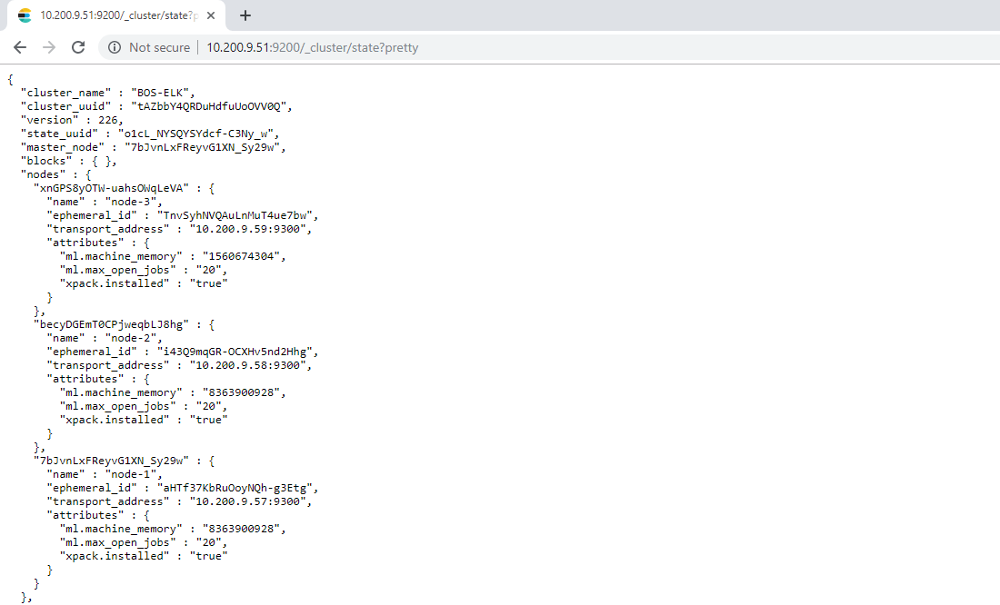 10.200.9.51:9200/_cluster/state?p
Not secure | 10.200.9.51:9200/_cluster/state?pretty
{
  "cluster_name" : "BOS-ELK",
  "cluster_uuid" : "tAZbbY4QRDuHdfuUoOVV0Q",
  "version" : 226,
  "state_uuid" : "o1cL_NYSQYSYdcf-C3Ny_w",
  "master_node" : "7bJvnLxFReyvG1XN_Sy29w",
  "blocks" : { },
  "nodes" : {
    "xnGPS8yOTW-uahsOWqLeVA" : {
      "name" : "node-3",
      "ephemeral_id" : "TnvSyhNVQAuLnMuT4ue7bw",
      "transport_address" : "10.200.9.59:9300",
      "attributes" : {
        "ml.machine_memory" : "1560674304",
        "ml.max_open_jobs" : "20",
        "xpack.installed" : "true"
      }
    },
    "becyDGEmT0CPjweqbLJ8hg" : {
      "name" : "node-2",
      "ephemeral_id" : "i43Q9mqGR-OCXHv5nd2Hhg",
      "transport_address" : "10.200.9.58:9300",
      "attributes" : {
        "ml.machine_memory" : "8363900928",
        "ml.max_open_jobs" : "20",
        "xpack.installed" : "true"
      }
    },
    "7bJvnLxFReyvG1XN_Sy29w" : {
      "name" : "node-1",
      "ephemeral_id" : "aHTf37KbRuOoyNQh-g3Etg",
      "transport_address" : "10.200.9.57:9300",
      "attributes" : {
        "ml.machine_memory" : "8363900928",
        "ml.max_open_jobs" : "20",
        "xpack.installed" : "true"
      }
    }
  },